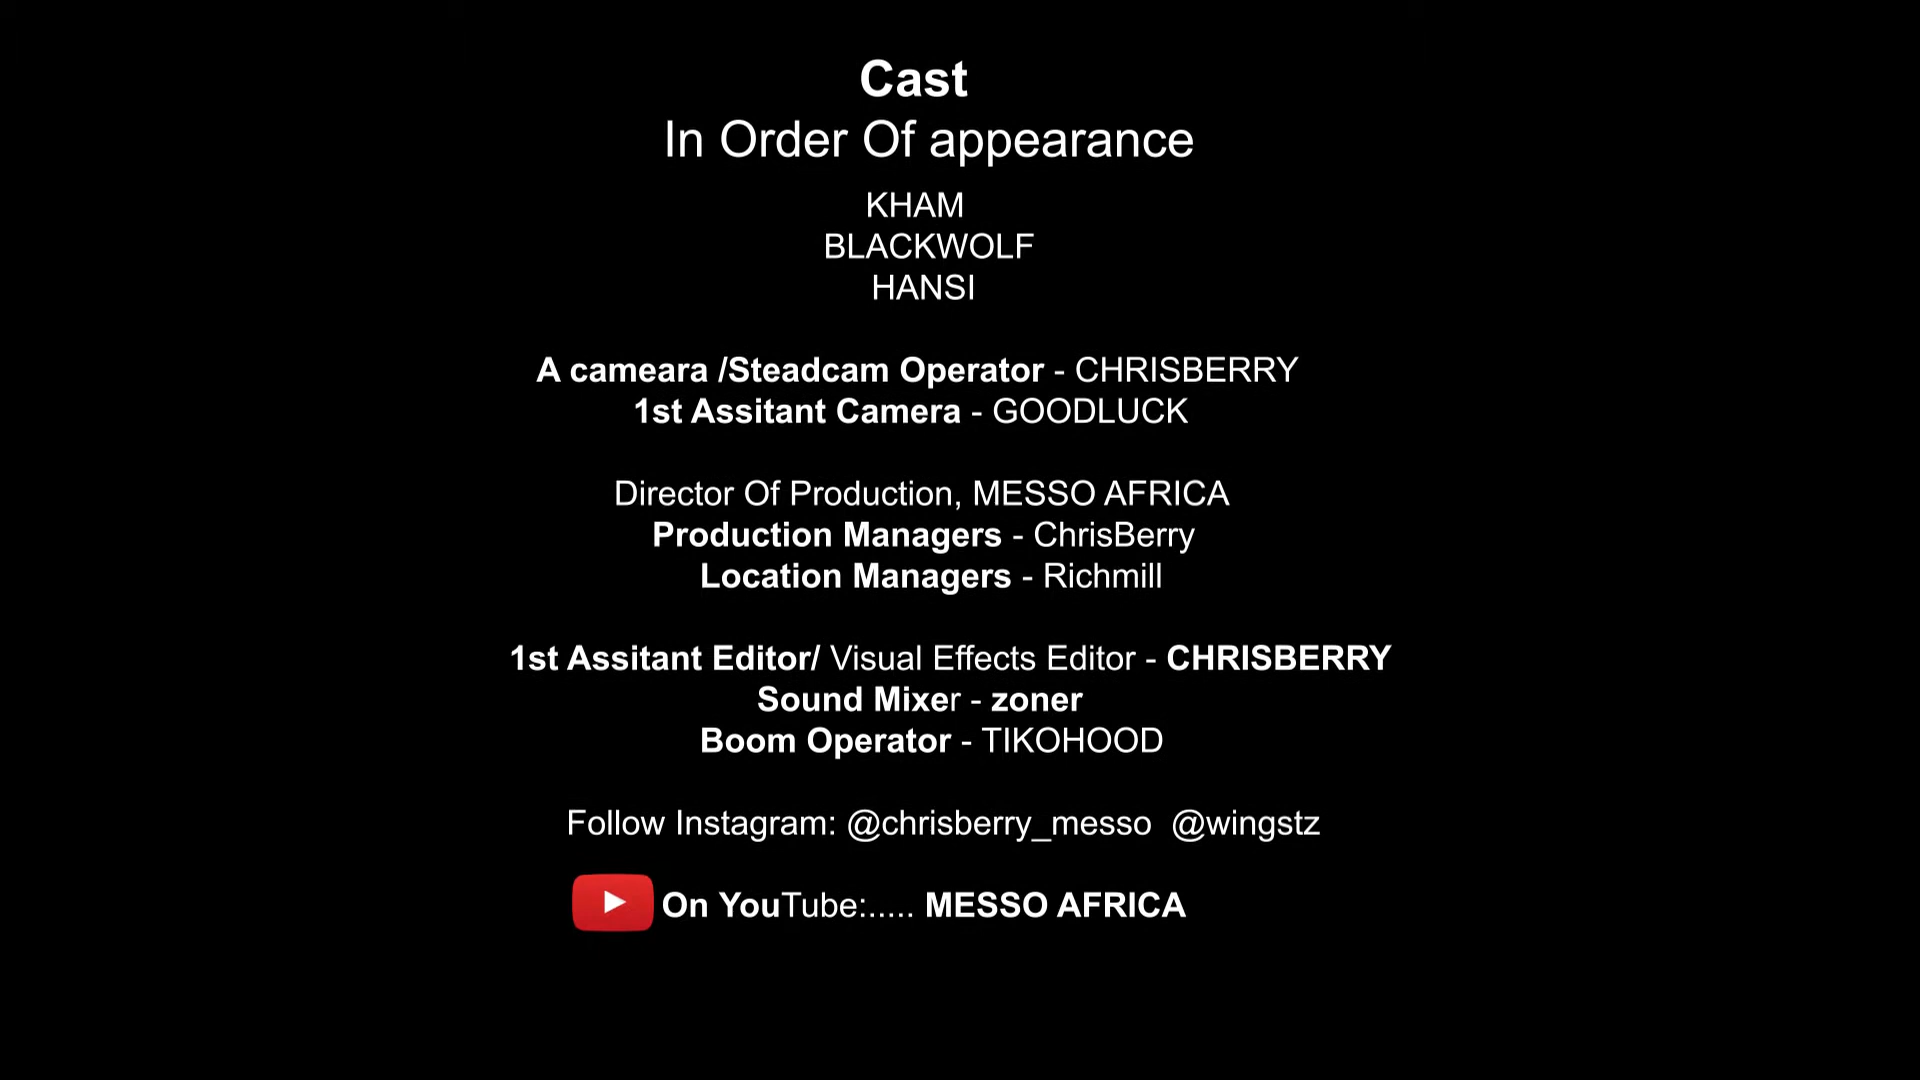 Cast
In Order Of appearance
KHAM
BLACKWOLF
HANSI
A cameara /Steadcam Operator - CHRISBERRY
1st Assitant Camera - GOODLUCK
Director Of Production, MESSO AFRICA
Production Managers - ChrisBerry
Location Managers - Richmill
1st Assitant Editor/ Visual Effects Editor - CHRISBERRY
Sound Mixer - zoner
Boom Operator - TIKOHOOD
Follow Instagram: @chrisberry_messo @wingstz
On YouTube:..... MESSO AFRICA